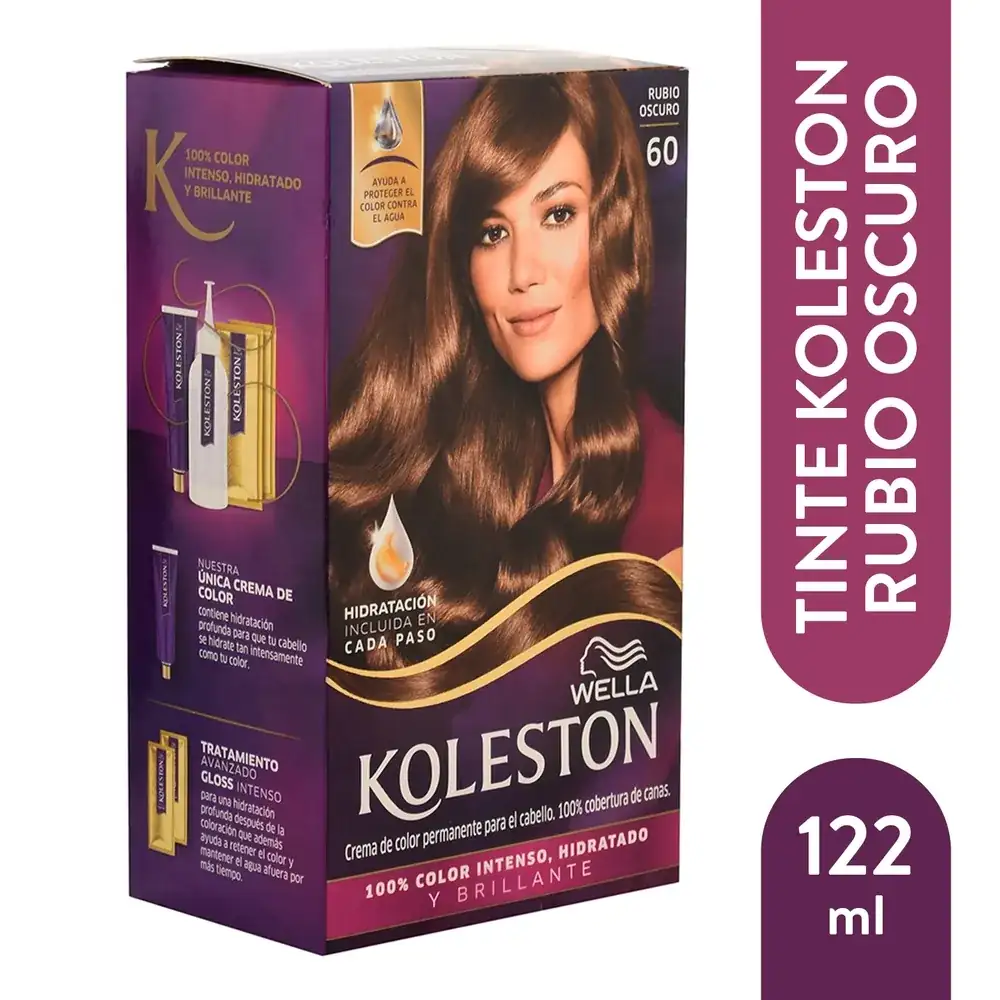 KOLESTON
K
100% COLOR
INTENSO, HIDRATADO
Y BRILLANTE
KOLESTON
KOLESTON
KOLESTON
KOLESTON
NUESTRA
ÚNICA CREMA DE
COLOR
contiene hidratación
profunda para que tu cabello
se hidrate tan intensamente
como tu color.
KOLESTON
TRATAMIENTO
AVANZADO
GLOSS INTENSO
para una hidratación
profunda después de la
coloración que además
ayuda a retener el color y
mantener el agua afuera por
más tiempo.
AYUDA A
PROTEGER EL
COLOR CONTRA
EL AGUA
RUBIO
OSCURO
60
HIDRATACIÓN
INCLUIDA EN
CADA PASO
WELLA
KOLESTON
Crema de color permanente para el cabello. 100% cobertura de canas.
100% COLOR INTENSO, HIDRATADO
Y BRILLANTE
TINTE KOLESTON
RUBIO OSCURO
122
ml